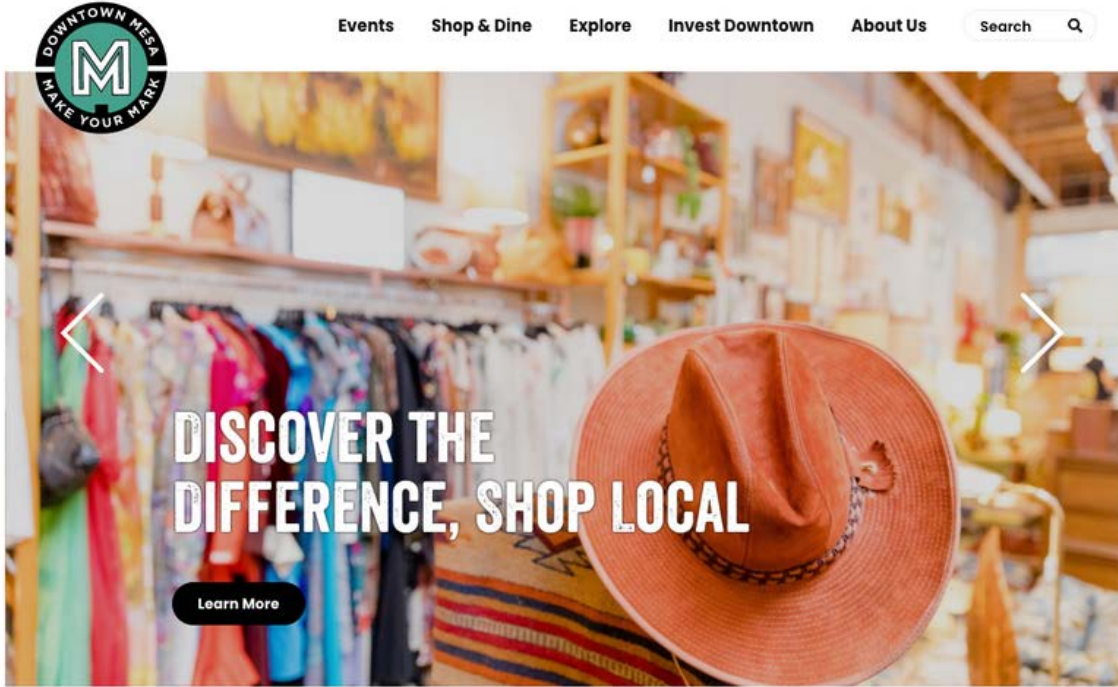 DOWNTOWN MESA
M
MAKE YOUR MARK
Events
Shop & Dine
Explore
Invest Downtown
About Us
Search
DISCOVER THE
DIFFERENCE, SHOP LOCAL
Learn More